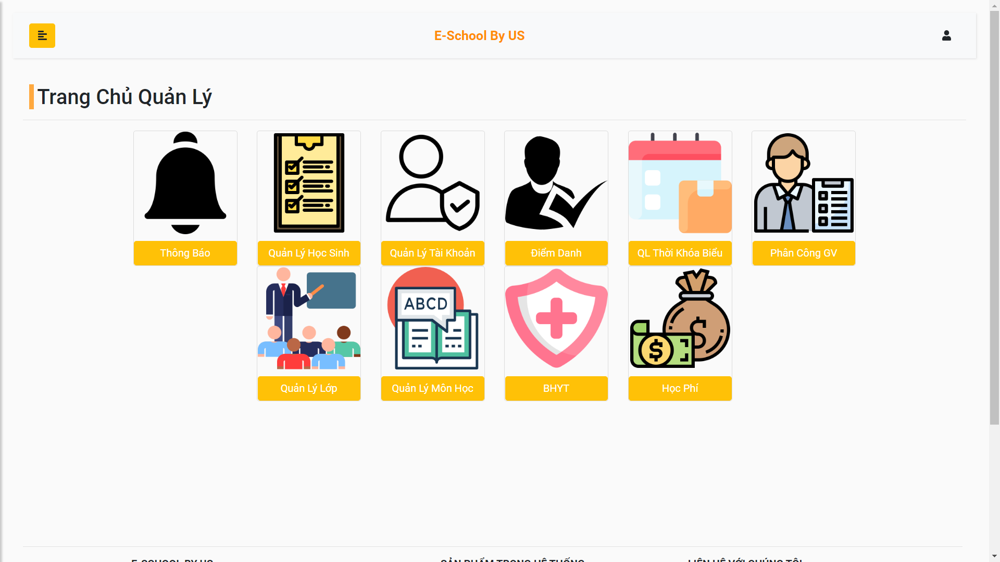 E-School By US
Trang Chủ Quản Lý
Thông Báo
Quản Lý Học Sinh
Quản Lý Tài Khoản
Điểm Danh
QL Thời Khóa Biểu
Phân Công GV
ABCD
Quản Lý Lớp
Quản Lý Môn Học
BHYT
Học Phí
E-SCHOOL BY US
SẢN PHẨM TRONG HỆ THỐNG
LIÊN HỆ VỚI CHÚNG TÔI